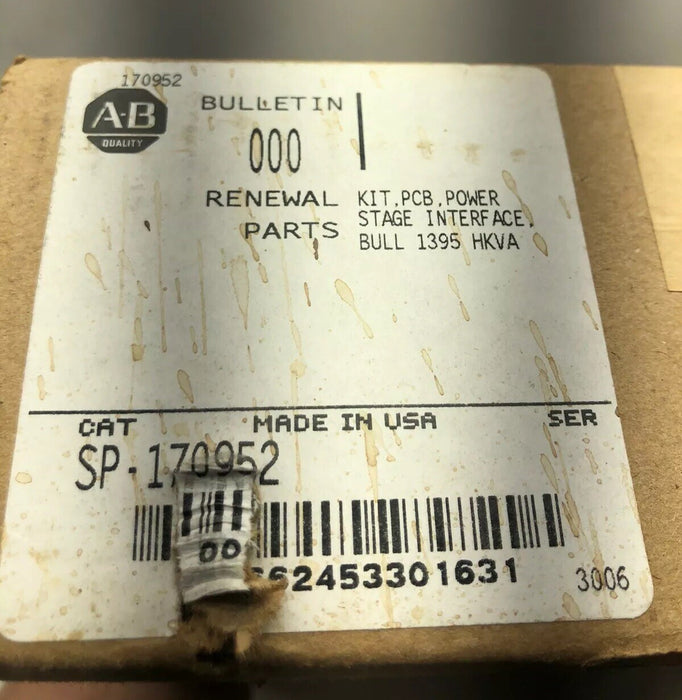 170952
A-B
QUALITY
BULLETIN
000
RENEWAL
PARTS
KIT,PCB,POWER
STAGE INTERFACE,
BULL 1395 HKVA
CAT MADE IN USA SER
SP-170952
00
62453301631
3006